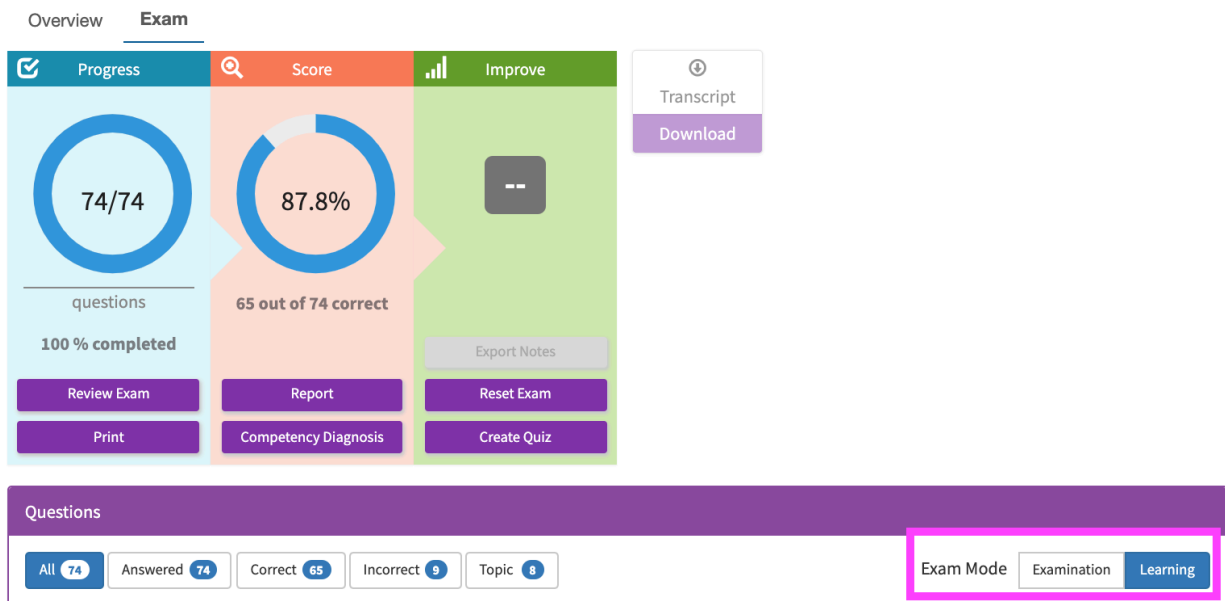 Overview Exam
Progress Score Improve
Transcript
Download
74/74 87.8% --
questions
65 out of 74 correct
100 % completed
Export Notes
Review Exam Report Reset Exam
Print Competency Diagnosis Create Quiz
Questions
All 74 Answered 74 Correct 65 Incorrect 9 Topic 8 Exam Mode Examination Learning